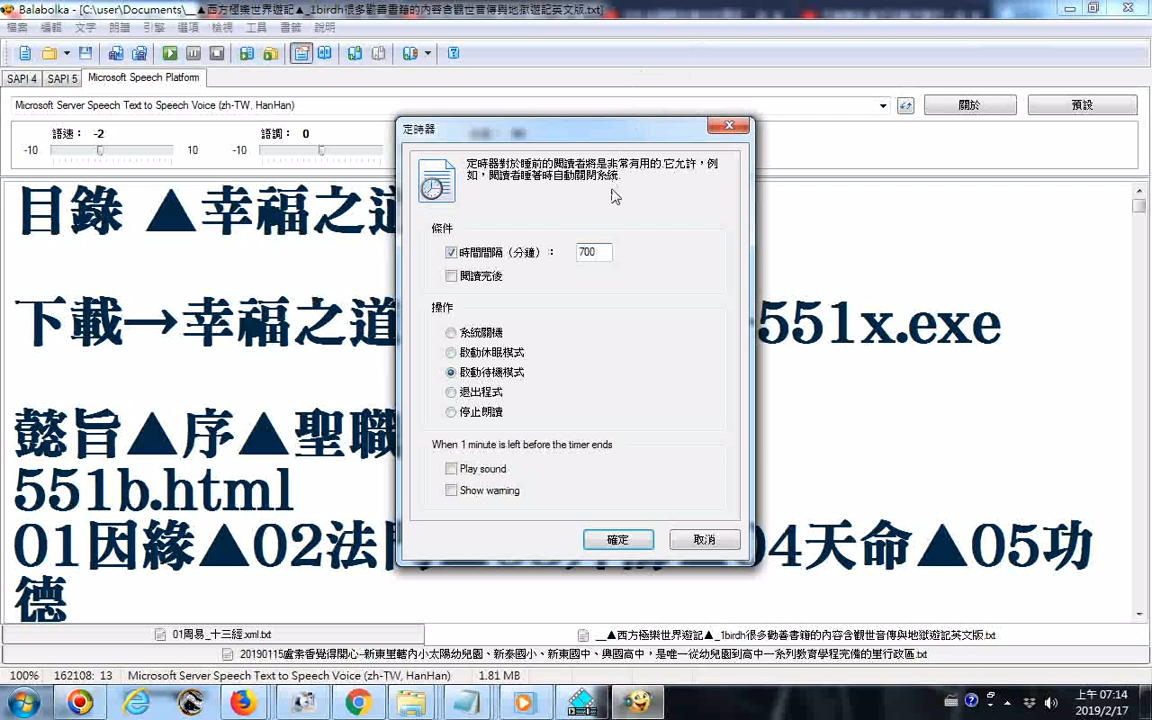 Balabolka - [C:\user\Documents\__▲西方極樂世界遊記▲_1birdh很多勸善書籍的內容含觀世音傳與地獄遊記英文版.txt]
檔案 編輯 文字 朗讀 引擎 選項 檢視 工具 書籤 說明
SAPI 4 SAPI 5 Microsoft Speech Platform
Microsoft Server Speech Text to Speech Voice (zh-TW, HanHan) 關於 預設
語速： -2 語調： 0
-10 10 -10
定時器
定時器對於睡前的閱讀者將是非常有用的.它允許，例
如，閱讀者睡著時自動關閉系統.
條件
時間間隔（分鐘）： 700
閱讀完後
操作
系統關機
啟動休眠模式
啟動待機模式
退出程式
停止朗讀
When 1 minute is left before the timer ends
Play sound
Show warning
確定 取消
目錄 ▲幸福之道
下載→幸福之道 551x.exe
懿旨▲序▲聖職
551b.html
01因緣▲02法 04天命▲05功
德
01周易_十三經.xml.txt __▲西方極樂世界遊記▲_1birdh很多勸善書籍的內容含觀世音傳與地獄遊記英文版.txt
20190115盧素香覺得開心-新東里轄內小太陽幼兒園、新泰國小、新東國中、興國高中，是唯一從幼兒園到高中一系列教育學程完備的里行政區.txt
100% 162108: 13 Microsoft Server Speech Text to Speech Voice (zh-TW, HanHan) 1.81 MB
上午 07:14
2019/2/17